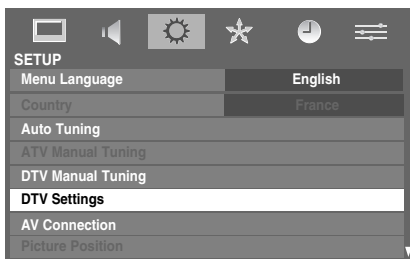 SETUP
Menu Language English
Country France
Auto Tuning
ATV Manual Tuning
DTV Manual Tuning
DTV Settings
AV Connection
Picture Position